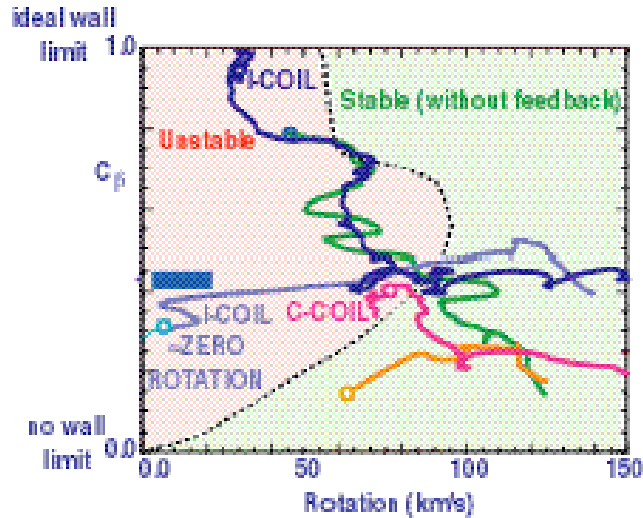 ideal wall
limit
1.0
I-COIL
Stable (without feedback)
Unstable
Cβ
I-COIL
C-COIL
~ZERO
ROTATION
no wall
limit
0.0
0.0
50
100
150
Rotation (km/s)